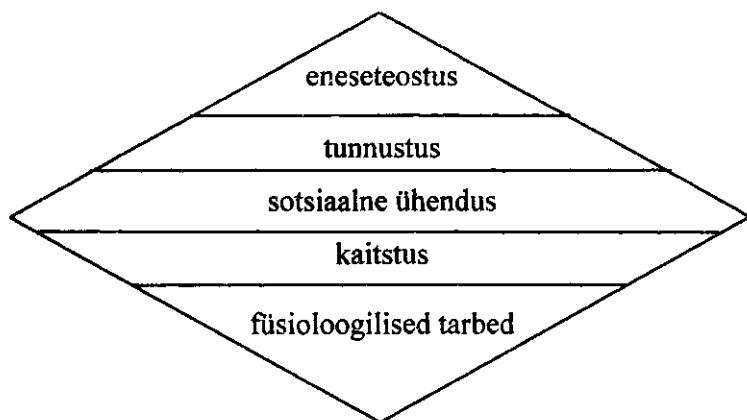 eneseteostus
tunnustus
sotsiaalne ühendus
kaitstus
füsioloogilised tarbed